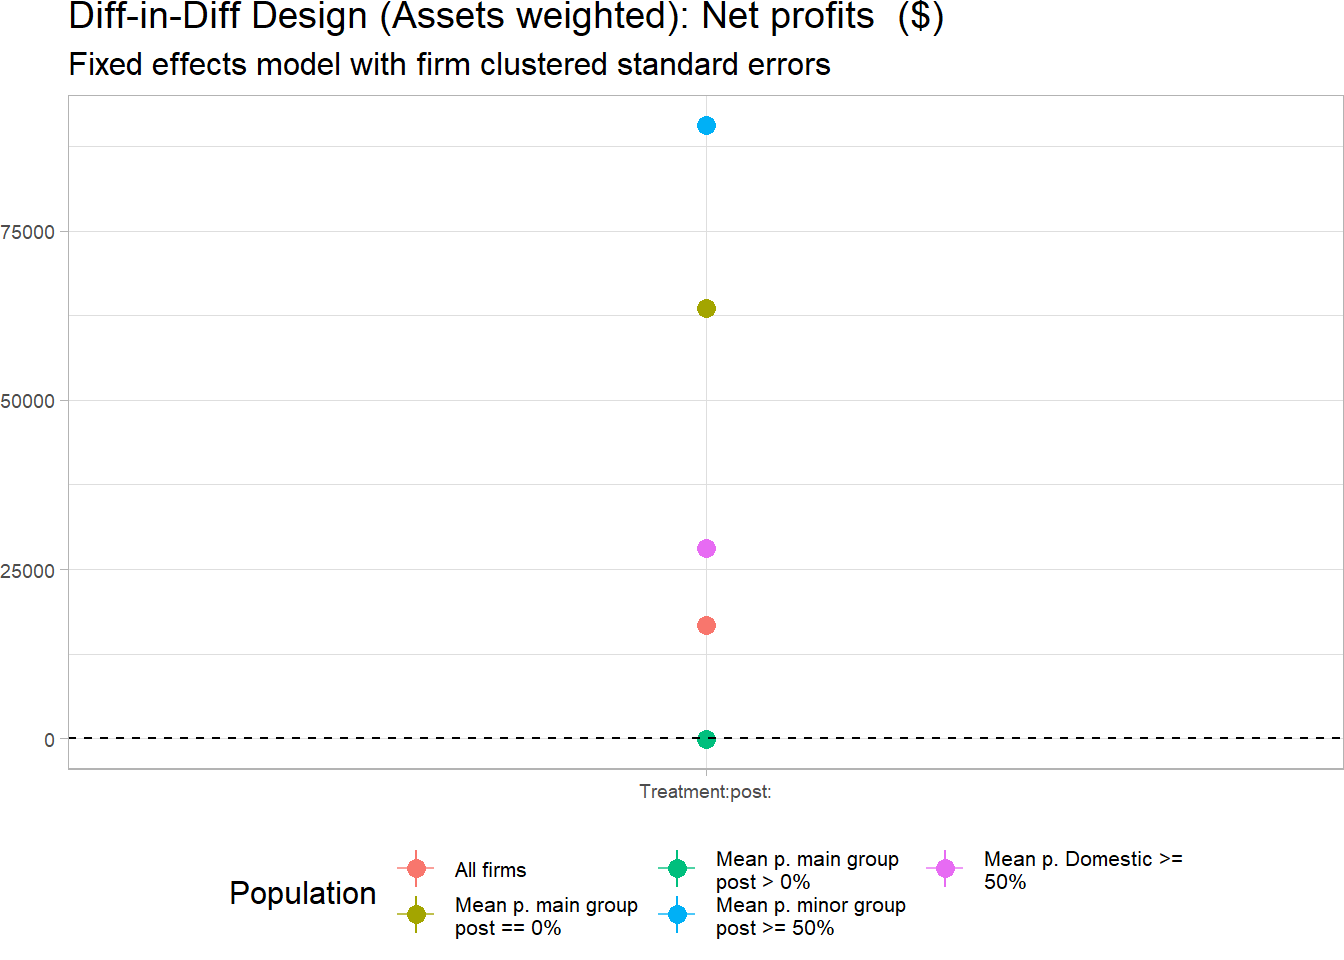 Diff-in-Diff Design (Assets weighted): Net profits  ($)
Fixed effects model with firm clustered standard errors
75000
50000
25000
0
Treatment:post:
Population
All firms
Mean p. main group
post == 0%
Mean p. main group
post > 0%
Mean p. minor group
post >= 50%
Mean p. Domestic >=
50%